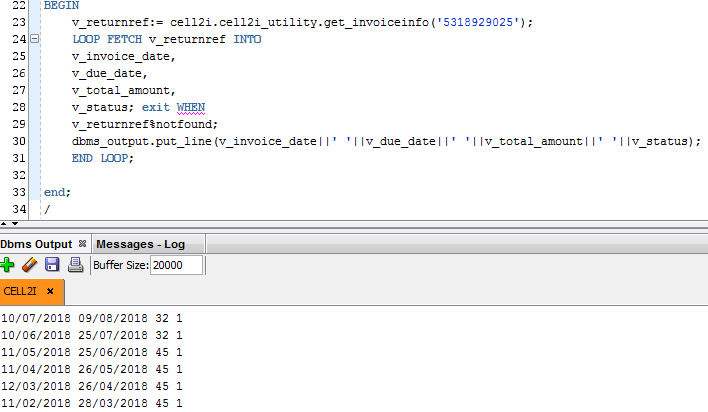 22 BEGIN
23 v_returnref:= cell2i.cell2i_utility.get_invoiceinfo('5318929025');
24 LOOP FETCH v_returnref INTO
25 v_invoice_date,
26 v_due_date,
27 v_total_amount,
28 v_status; exit WHEN
29 v_returnref%notfound;
30 dbms_output.put_line(v_invoice_date||' '||v_due_date||' '||v_total_amount||' '||v_status);
31 END LOOP;
32
33 end;
34 /
Dbms Output Messages - Log
Buffer Size: 20000
CELL2I
10/07/2018 09/08/2018 32 1
10/06/2018 25/07/2018 32 1
11/05/2018 25/06/2018 45 1
11/04/2018 26/05/2018 45 1
12/03/2018 26/04/2018 45 1
11/02/2018 28/03/2018 45 1